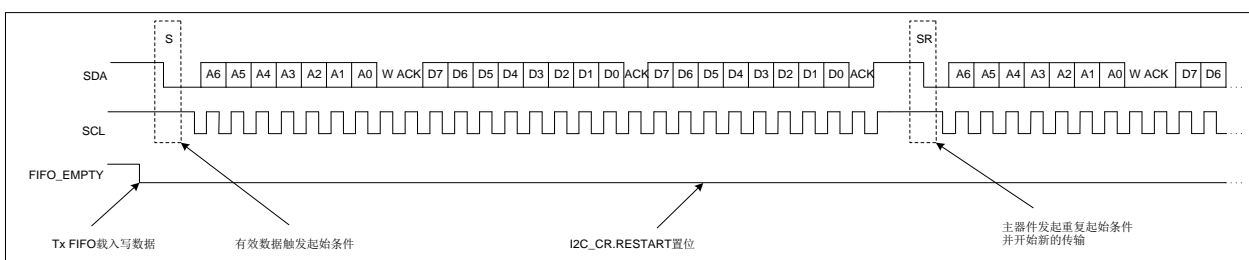 S SR
SDA A6 A5 A4 A3 A2 A1 A0 W ACK D7 D6 D5 D4 D3 D2 D1 D0 ACK D7 D6 D5 D4 D3 D2 D1 D0 ACK A6 A5 A4 A3 A2 A1 A0 W ACK D7 D6
SCL
FIFO_EMPTY
Tx FIFO载入写数据 有效数据触发起始条件 I2C_CR.RESTART置位 主器件发起重复起始条件
并开始新的传输